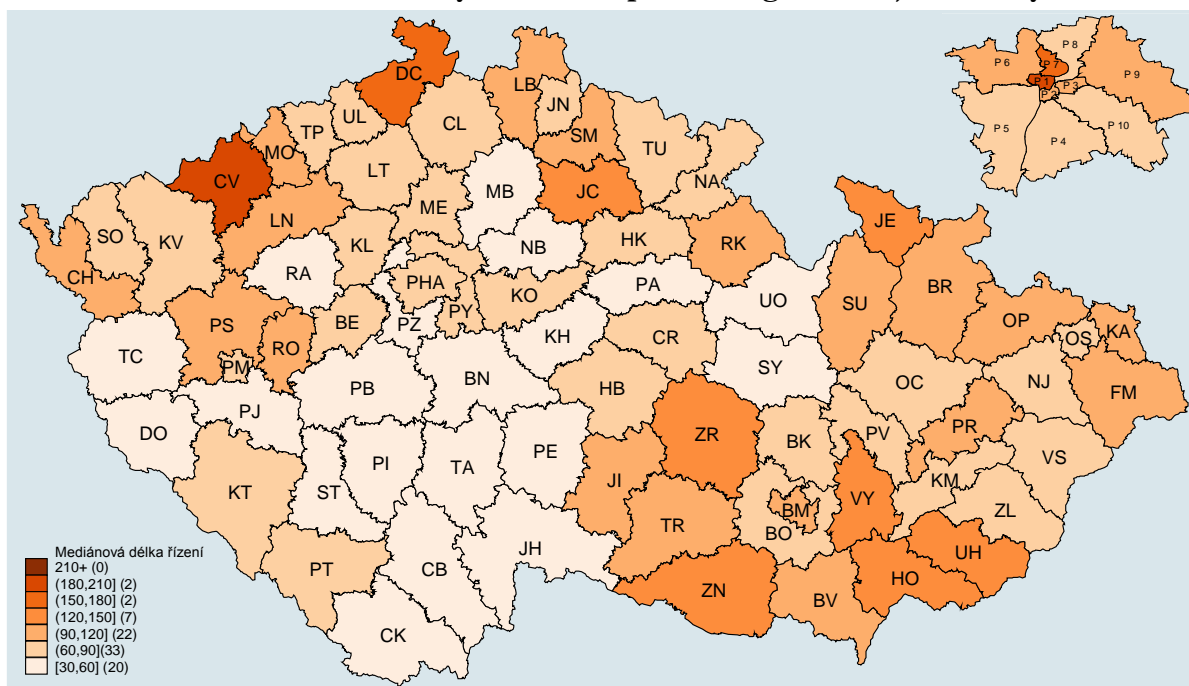 DC
LB
JN
UL
TP
CL
SM
MO
TU
CV
LT
MB
JC
NA
ME
LN
SO
KV
KL
NB
HK
RK
JE
CH
RA
PHA
KO
PA
UO
SU
BR
PS
BE
PZ
PY
OP
KA
OS
RO
KH
CR
TC
PM
PB
BN
SY
OC
NJ
HB
FM
PJ
DO
ZR
BK
PV
PR
VS
PI
TA
PE
KT
ST
JI
KM
VY
BM
ZL
TR
BO
JH
UH
PT
CB
ZN
HO
BV
CK
P 8
P 6
P 7
P 9
P 1
P 3
P 2
P 5
P 4
P 10
Mediánová délka řízení
210+ (0)
(180,210] (2)
(150,180] (2)
(120,150] (7)
(90,120] (22)
(60,90](33)
[30,60] (20)